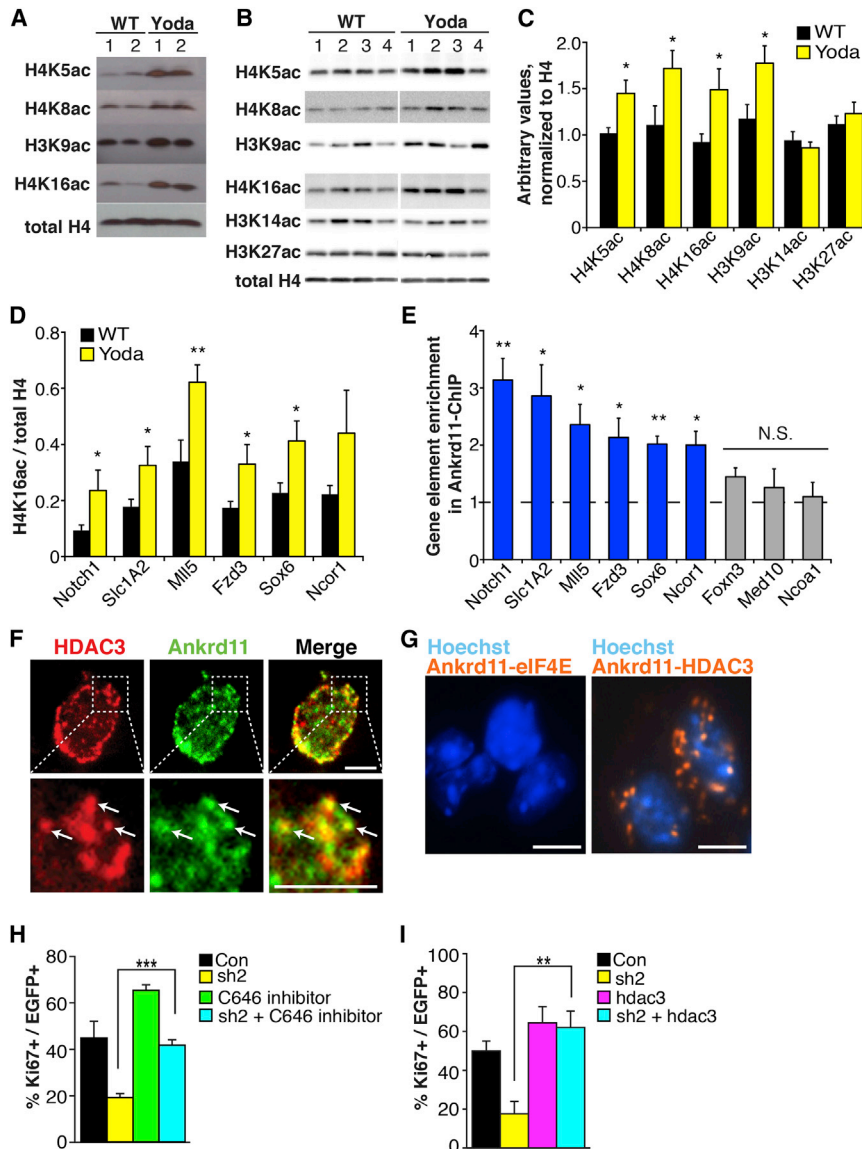 A
WT Yoda
1 2 1 2
H4K5ac
H4K8ac
H3K9ac
H4K16ac
total H4
B
WT Yoda
1 2 3 4 1 2 3 4
H4K5ac
H4K8ac
H3K9ac
H4K16ac
H3K14ac
H3K27ac
total H4
C
WT
Yoda
Arbitrary values,
normalized to H4
2.0
1.5
1.0
0.5
0
* * * *
H4K5ac H4K8ac H4K16ac H3K9ac H3K14ac H3K27ac
D
WT
Yoda
H4K16ac / total H4
0.8
0.6
0.4
0.2
0
* * ** * *
Notch1 Slc1A2 Mll5 Fzd3 Sox6 Ncor1
E
Gene element enrichment
in Ankrd11-ChIP
4
3
2
1
0
** * * * ** *
N.S.
Notch1 Slc1A2 Mll5 Fzd3 Sox6 Ncor1 Foxn3 Med10 Ncoa1
F
HDAC3 Ankrd11 Merge
G
Hoechst
Ankrd11-eIF4E
Hoechst
Ankrd11-HDAC3
H
% Ki67+ / EGFP+
80
60
40
20
0
***
Con
sh2
C646 inhibitor
sh2 + C646 inhibitor
I
% Ki67+ / EGFP+
100
80
60
40
20
0
**
Con
sh2
hdac3
sh2 + hdac3